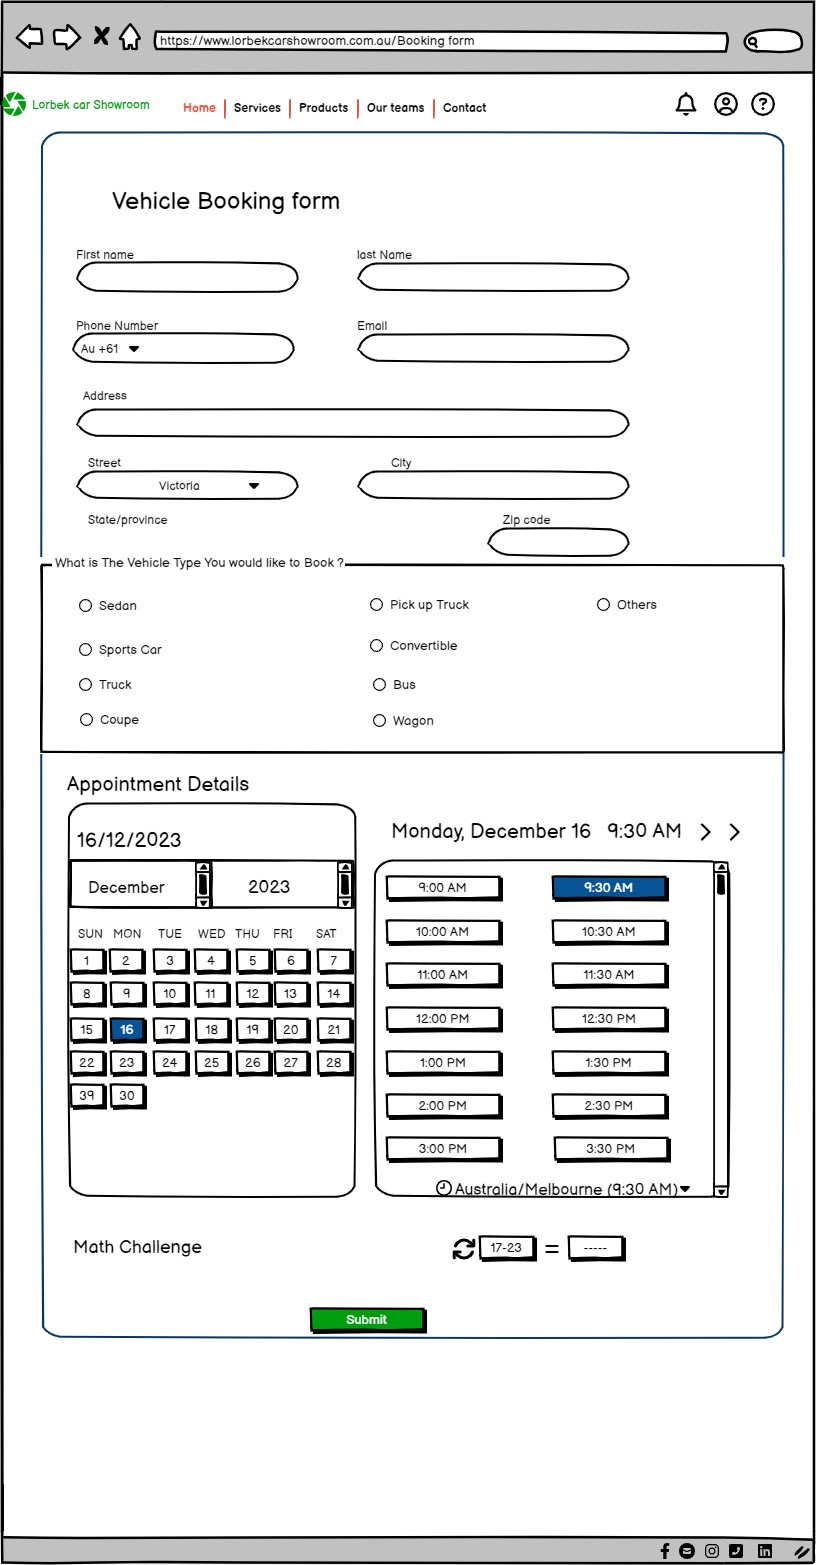 https://www.lorbekcarshowroom.com.au/Booking form
Lorbek car Showroom
Home Services Products Our teams Contact
Vehicle Booking form
First name last Name
Phone Number Email
Au +61
Address
Street City
Victoria
State/province Zip code
What is The Vehicle Type You would like to Book ?
Sedan Pick up Truck Others
Sports Car Convertible
Truck Bus
Coupe Wagon
Appointment Details
16/12/2023
Monday, December 16 9:30 AM
December 2023
SUN MON TUE WED THU FRI SAT
1 2 3 4 5 6 7
8 9 10 11 12 13 14
15 16 17 18 19 20 21
22 23 24 25 26 27 28
39 30
9:00 AM 9:30 AM
10:00 AM 10:30 AM
11:00 AM 11:30 AM
12:00 PM 12:30 PM
1:00 PM 1:30 PM
2:00 PM 2:30 PM
3:00 PM 3:30 PM
Australia/Melbourne (9:30 AM)
Math Challenge 17-23 = -----
Submit